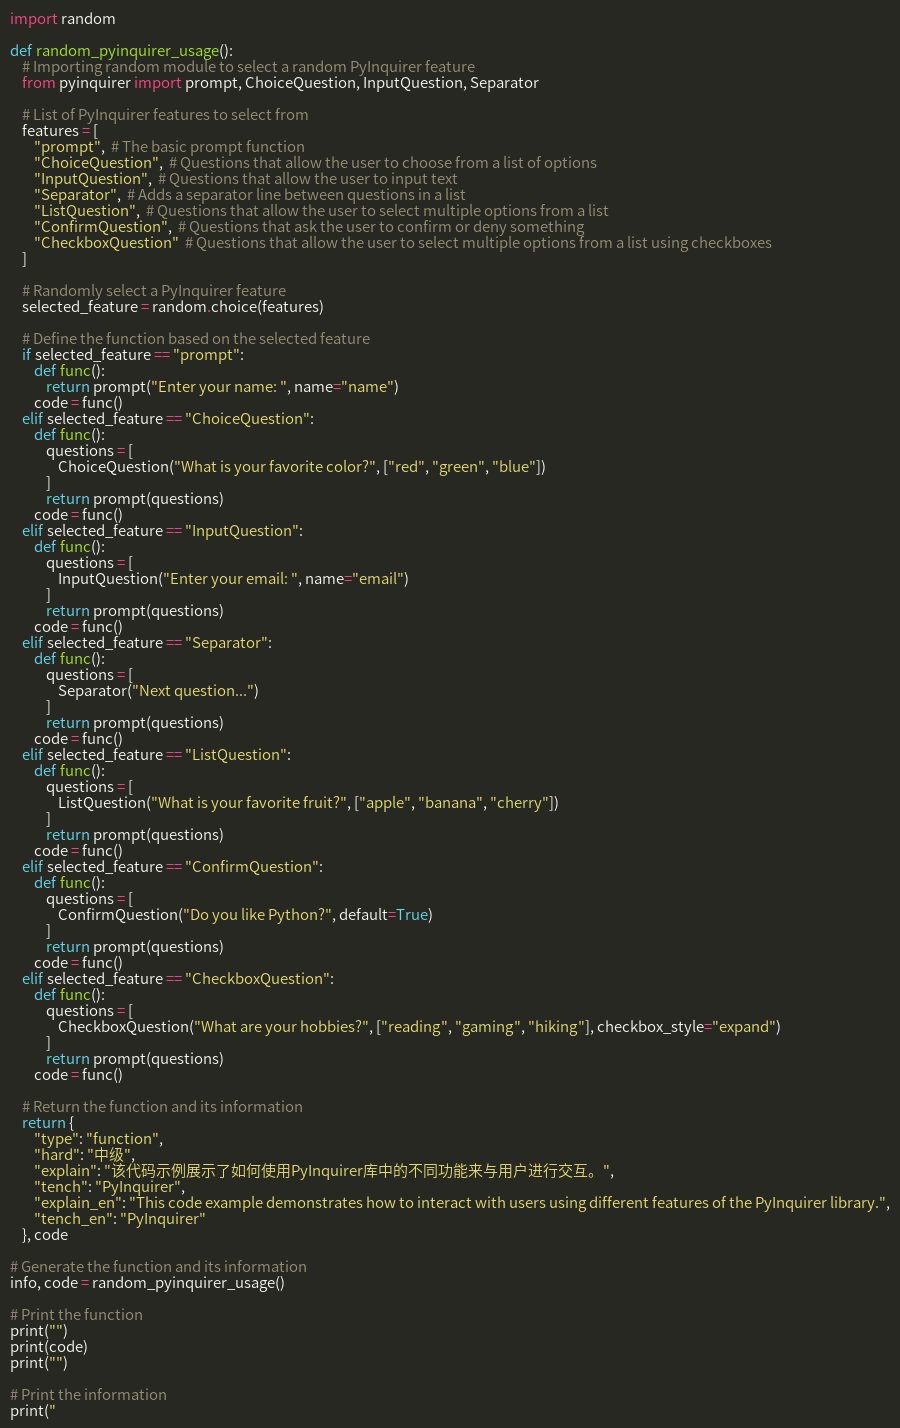 import random

def random_pyinquirer_usage():
    # Importing random module to select a random PyInquirer feature
    from pyinquirer import prompt, ChoiceQuestion, InputQuestion, Separator

    # List of PyInquirer features to select from
    features = [
        "prompt",  # The basic prompt function
        "ChoiceQuestion",  # Questions that allow the user to choose from a list of options
        "InputQuestion",  # Questions that allow the user to input text
        "Separator",  # Adds a separator line between questions in a list
        "ListQuestion",  # Questions that allow the user to select multiple options from a list
        "ConfirmQuestion",  # Questions that ask the user to confirm or deny something
        "CheckboxQuestion"  # Questions that allow the user to select multiple options from a list using checkboxes
    ]

    # Randomly select a PyInquirer feature
    selected_feature = random.choice(features)

    # Define the function based on the selected feature
    if selected_feature == "prompt":
        def func():
            return prompt("Enter your name: ", name="name")
        code = func()
    elif selected_feature == "ChoiceQuestion":
        def func():
            questions = [
                ChoiceQuestion("What is your favorite color?", ["red", "green", "blue"])
            ]
            return prompt(questions)
        code = func()
    elif selected_feature == "InputQuestion":
        def func():
            questions = [
                InputQuestion("Enter your email: ", name="email")
            ]
            return prompt(questions)
        code = func()
    elif selected_feature == "Separator":
        def func():
            questions = [
                Separator("Next question...")
            ]
            return prompt(questions)
        code = func()
    elif selected_feature == "ListQuestion":
        def func():
            questions = [
                ListQuestion("What is your favorite fruit?", ["apple", "banana", "cherry"])
            ]
            return prompt(questions)
        code = func()
    elif selected_feature == "ConfirmQuestion":
        def func():
            questions = [
                ConfirmQuestion("Do you like Python?", default=True)
            ]
            return prompt(questions)
        code = func()
    elif selected_feature == "CheckboxQuestion":
        def func():
            questions = [
                CheckboxQuestion("What are your hobbies?", ["reading", "gaming", "hiking"], checkbox_style="expand")
            ]
            return prompt(questions)
        code = func()

    # Return the function and its information
    return {
        "type": "function",
        "hard": "中级",
        "explain": "该代码示例展示了如何使用PyInquirer库中的不同功能来与用户进行交互。",
        "tench": "PyInquirer",
        "explain_en": "This code example demonstrates how to interact with users using different features of the PyInquirer library.",
        "tench_en": "PyInquirer"
    }, code

# Generate the function and its information
info, code = random_pyinquirer_usage()

# Print the function
print("")
print(code)
print("")

# Print the information
print("